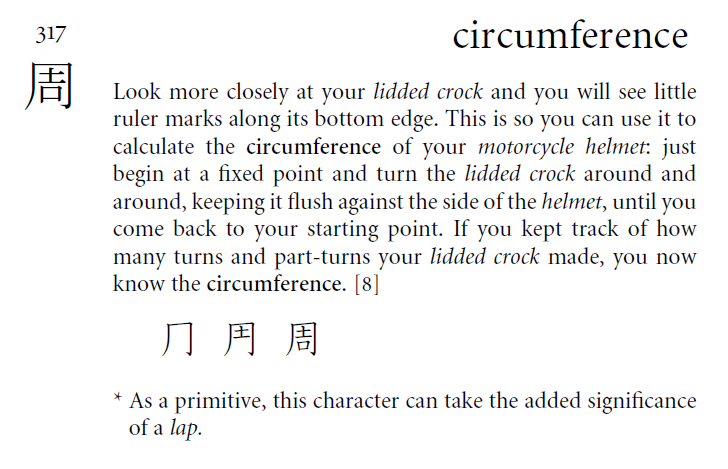 317
circumference
周
Look more closely at your lidded crock and you will see little
ruler marks along its bottom edge. This is so you can use it to
calculate the circumference of your motorcycle helmet: just
begin at a fixed point and turn the lidded crock around and
around, keeping it flush against the side of the helmet, until you
come back to your starting point. If you kept track of how
many turns and part-turns your lidded crock made, you now
know the circumference. [8]
⺆ 𠀎 周
* As a primitive, this character can take the added significance
of a lap.